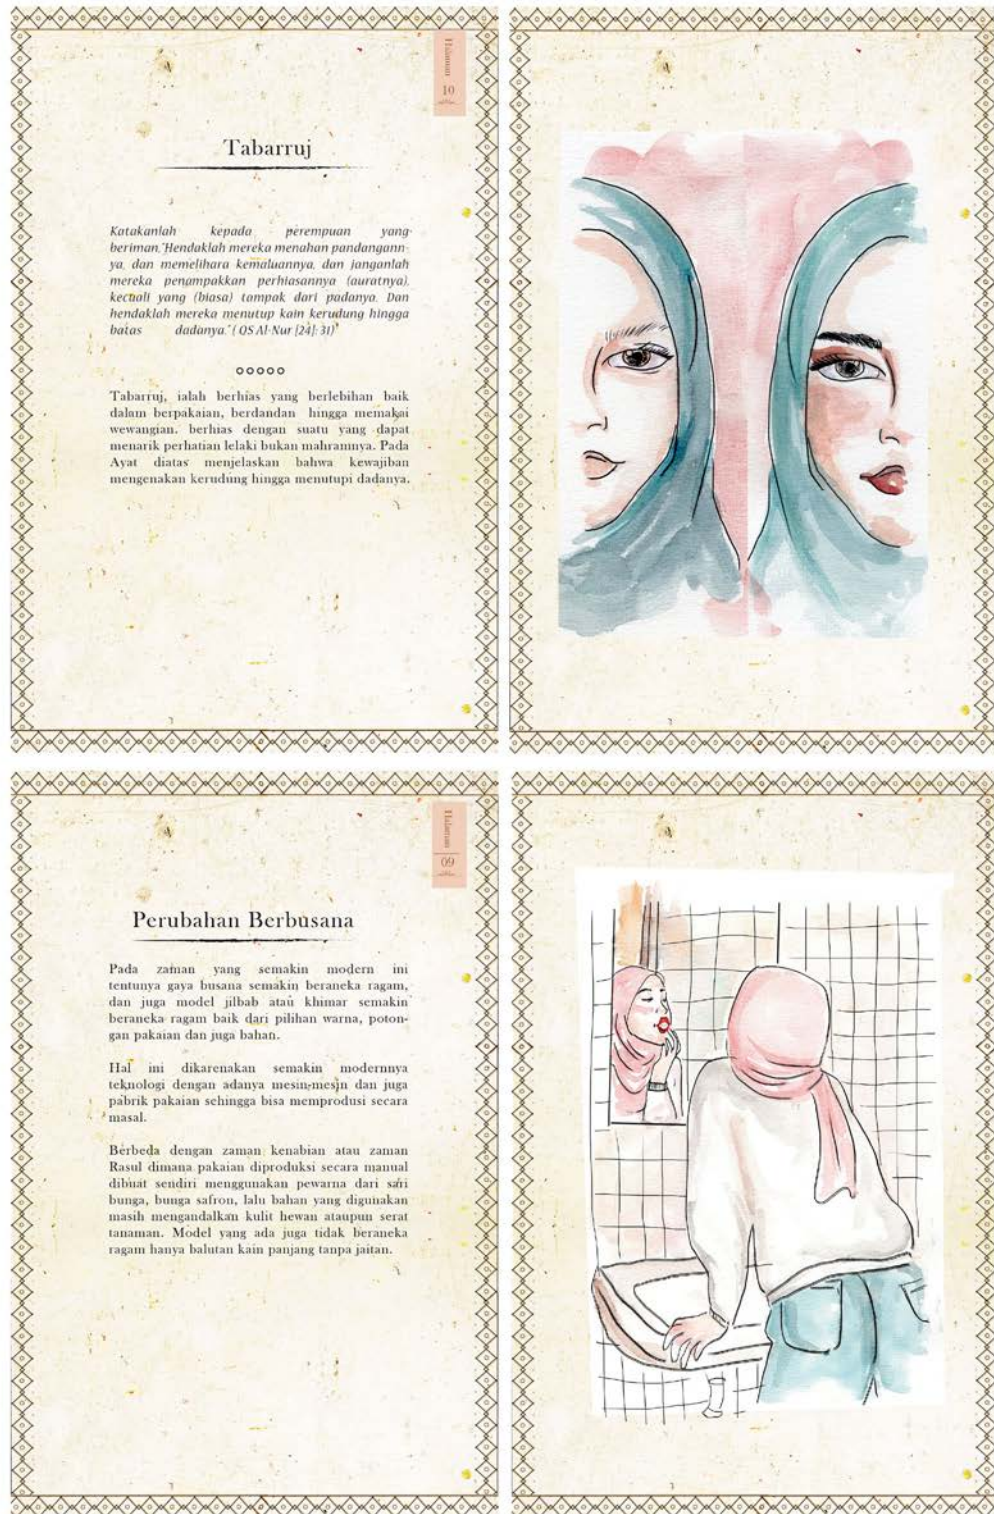 Halaman
10
Tabarruj
Katakanlah kepada perempuan yang
beriman,"Hendaklah mereka menahan pandangann-
ya, dan memelihara kemaluannya, dan janganlah
mereka penampakkan perhiasannya (auratnya),
kecuali yang (biasa) tampak dari padanya. Dan
hendaklah mereka menutup kain kerudung hingga
batas dadanya." ( QS Al-Nur [24]: 31)
Tabarruj, ialah berhias yang berlebihan baik
dalam berpakaian, berdandan hingga memakai
wewangian. berhias dengan suatu yang dapat
menarik perhatian lelaki bukan mahramnya. Pada
Ayat diatas menjelaskan bahwa kewajiban
mengenakan kerudung hingga menutupi dadanya.
Halaman
09
Perubahan Berbusana
Pada zaman yang semakin modern ini
tentunya gaya busana semakin beraneka ragam,
dan juga model jilbab atau khimar semakin
beraneka ragam baik dari pilihan warna, poton-
gan pakaian dan juga bahan.
Hal ini dikarenakan semakin modernnya
teknologi dengan adanya mesin-mesin dan juga
pabrik pakaian sehingga bisa memprodusi secara
masal.
Berbeda dengan zaman kenabian atau zaman
Rasul dimana pakaian diproduksi secara manual
dibuat sendiri menggunakan pewarna dari sari
bunga, bunga safron, lalu bahan yang digunakan
masih mengandalkan kulit hewan ataupun serat
tanaman. Model yang ada juga tidak beraneka
ragam hanya balutan kain panjang tanpa jaitan.